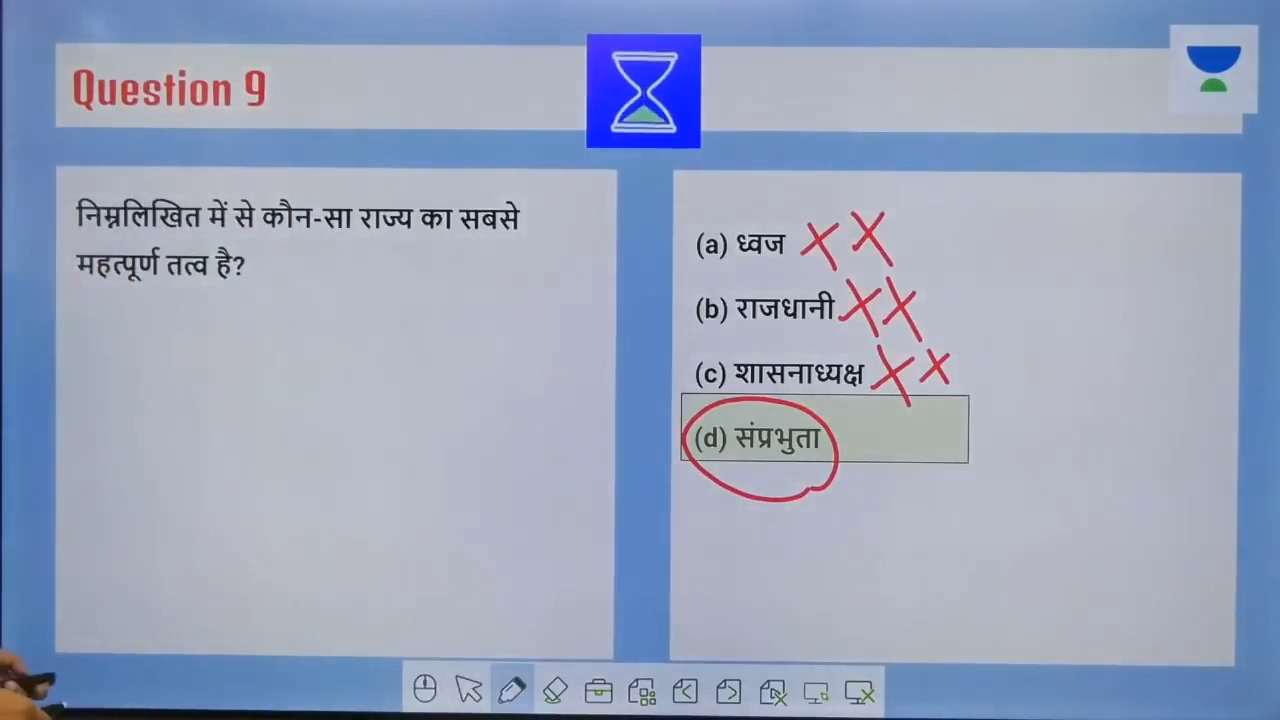 Question 9
निम्नलिखित में से कौन-सा राज्य का सबसे
महत्पूर्ण तत्व है?
(a) ध्वज
(b) राजधानी
(c) शासनाध्यक्ष
(d) संप्रभुता